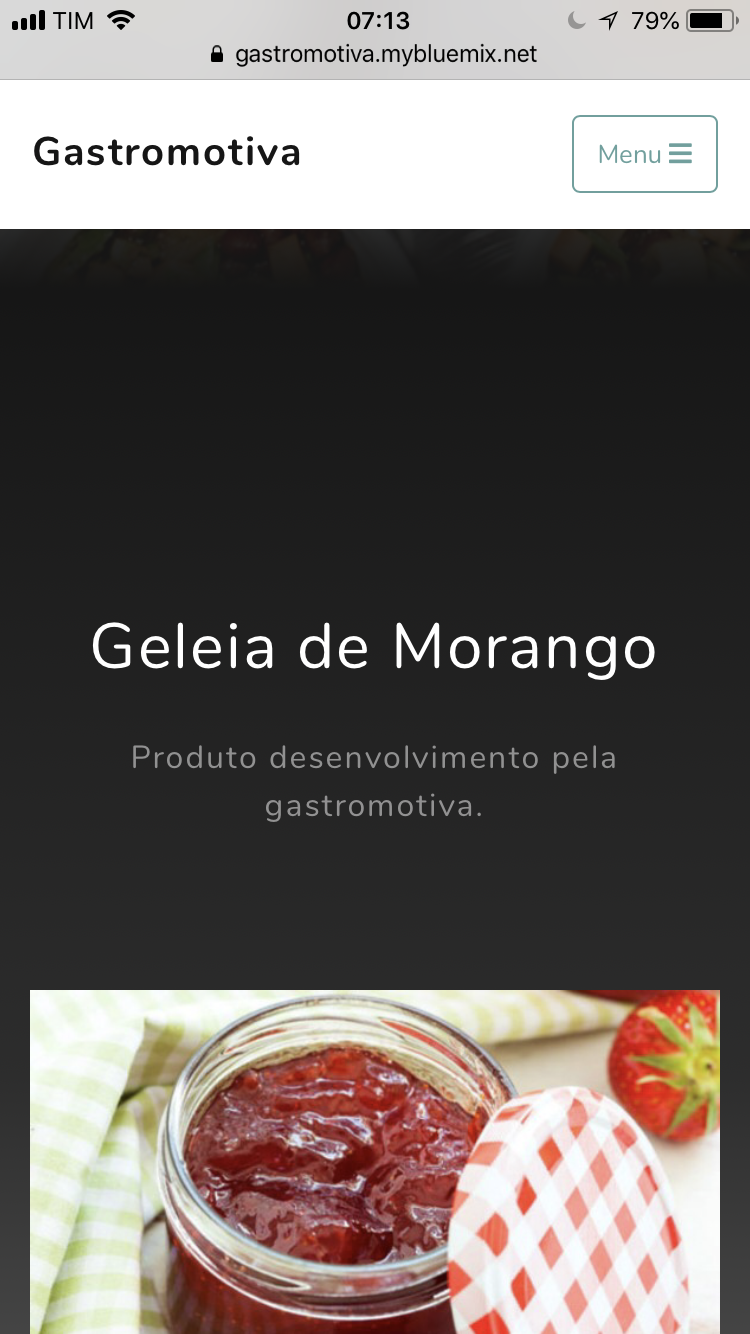 TIM 07:13 79%
gastromotiva.mybluemix.net
Gastromotiva Menu
Geleia de Morango
Produto desenvolvimento pela
gastromotiva.